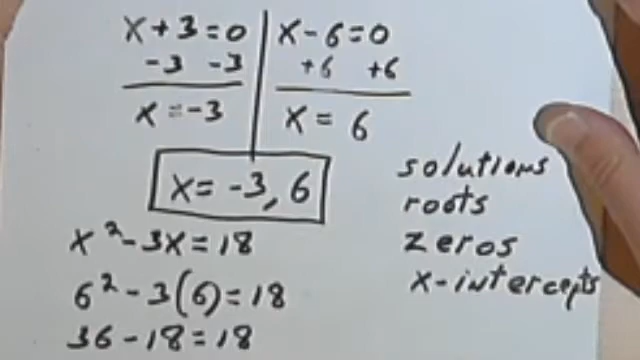 x + 3 = 0
-3 -3
x = -3
x - 6 = 0
+6 +6
x = 6
x = -3, 6
x² - 3x = 18
6² - 3(6) = 18
36 - 18 = 18
solutions
roots
zeros
x-intercepts